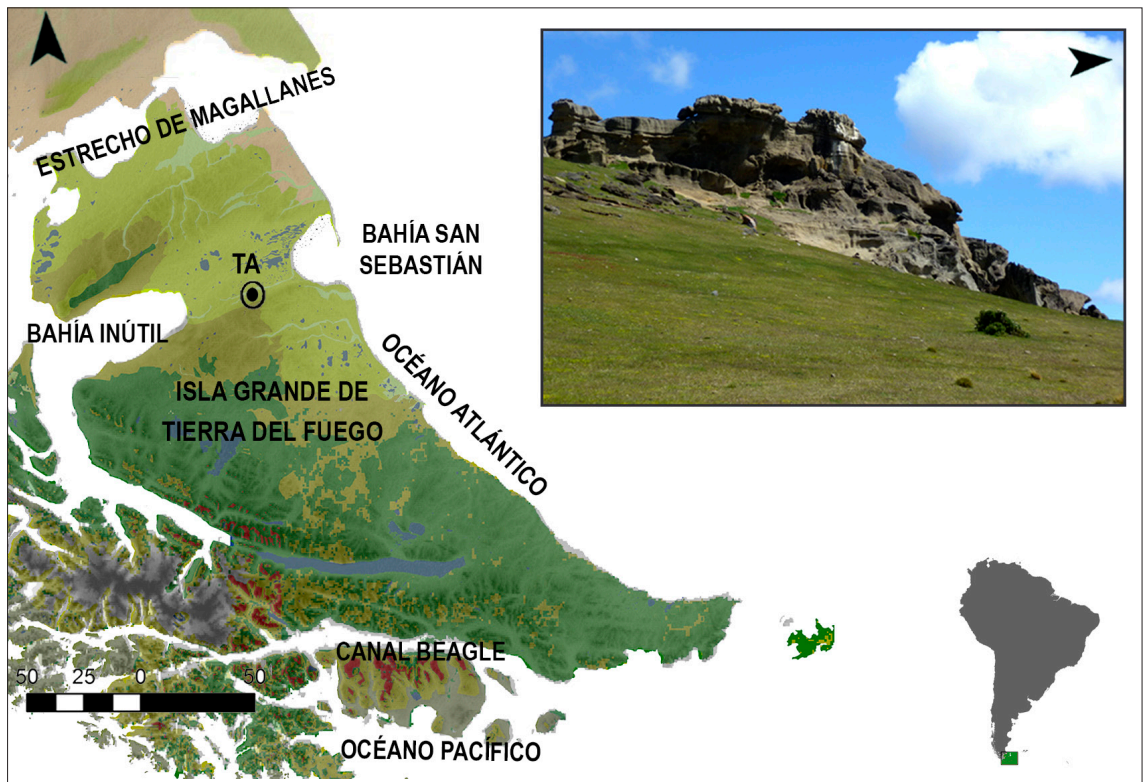 ESTRECHO DE MAGALLANES
BAHÍA SAN
SEBASTIÁN
TA
BAHÍA INÚTIL
OCÉANO ATLÁNTICO
ISLA GRANDE DE
TIERRA DEL FUEGO
CANAL BEAGLE
50 25 0 50
OCÉANO PACÍFICO